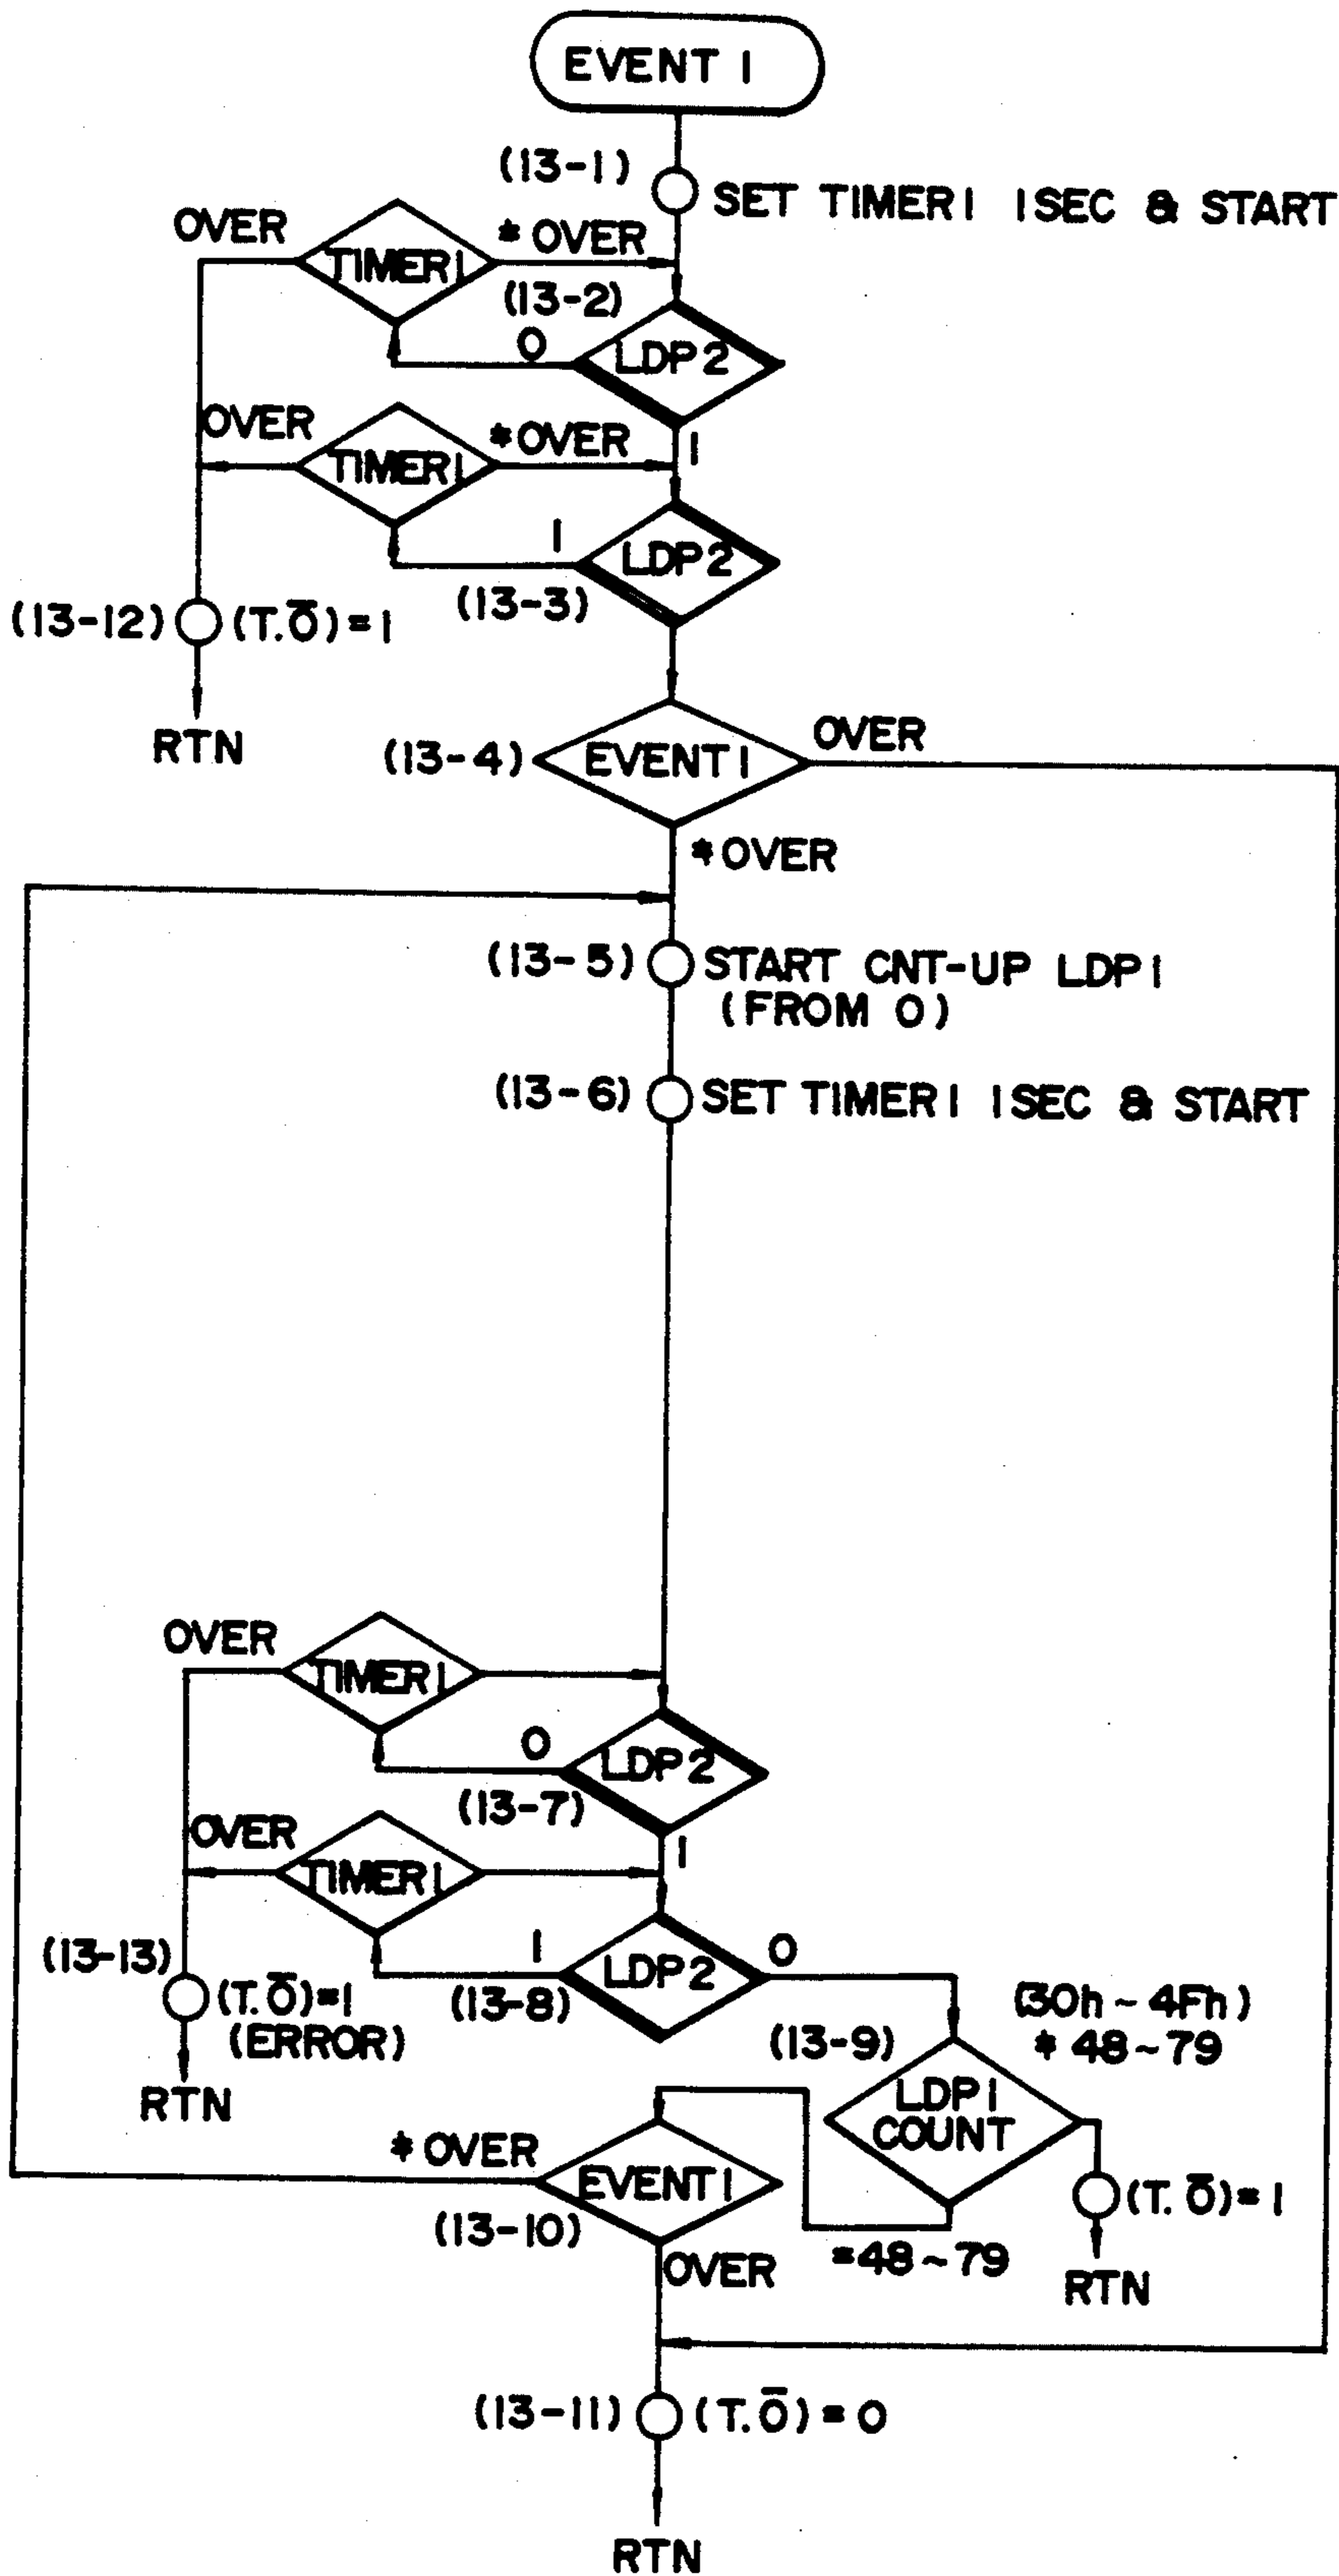 EVENT 1
(13-1)
SET TIMER1 1SEC & START
OVER
TIMER1
*OVER
(13-2)
0
LDP2
OVER
TIMER1
*OVER
1
1
LDP2
(13-3)
(13-12)
(T.Ō)=1
RTN
(13-4)
EVENT1
OVER
*OVER
(13-5)
START CNT-UP LDP1
(FROM 0)
(13-6)
SET TIMER1 1SEC & START
OVER
TIMER1
0
LDP2
(13-7)
OVER
TIMER1
1
(13-13)
1
LDP2
0
(T.Ō)=1
(ERROR)
(13-8)
(30h~4Fh)
(13-9)
*48~79
RTN
LDP1
COUNT
*OVER
EVENT1
(13-10)
(T.Ō)=1
=48~79
OVER
RTN
(13-11)
(T.Ō)=0
RTN